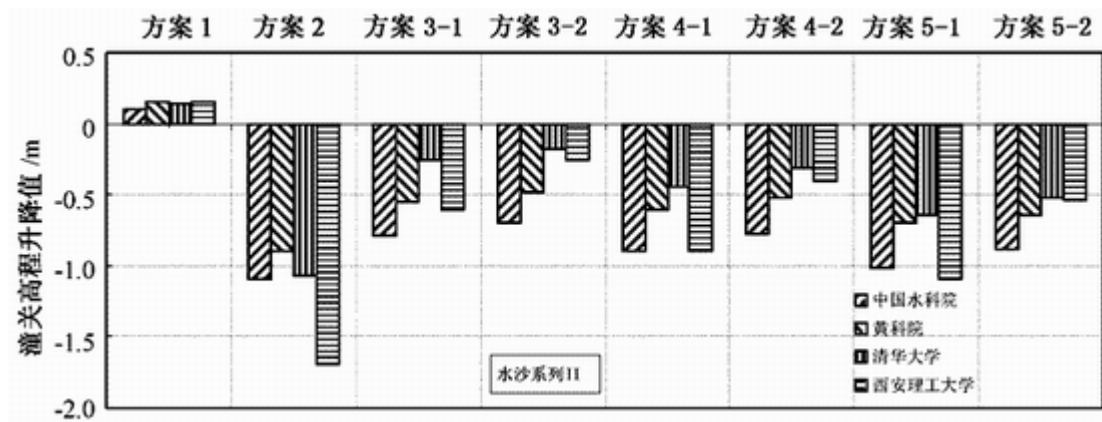 方案 1 方案 2 方案 3-1 方案 3-2 方案 4-1 方案 4-2 方案 5-1 方案 5-2
0.5
0
-0.5
-1.0
-1.5
-2.0
潼关高程升降值 /m
水沙系列II
中国水科院
黄科院
清华大学
西安理工大学